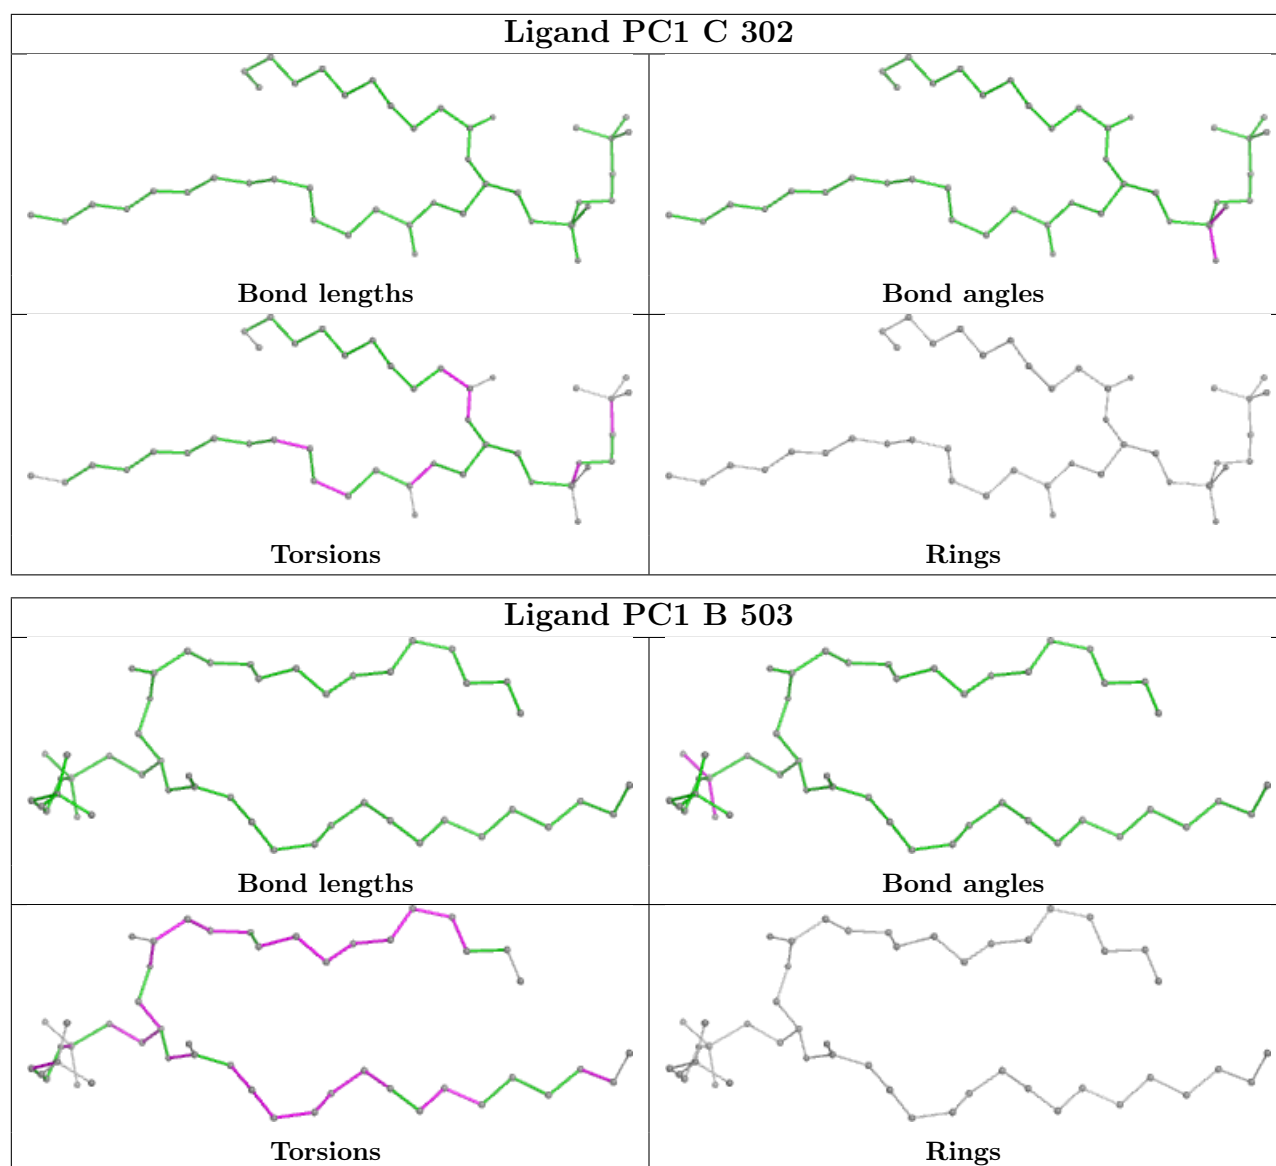 Ligand PC1 C 302
Bond lengths
Bond angles
Torsions
Rings
Ligand PC1 B 503
Bond lengths
Bond angles
Torsions
Rings